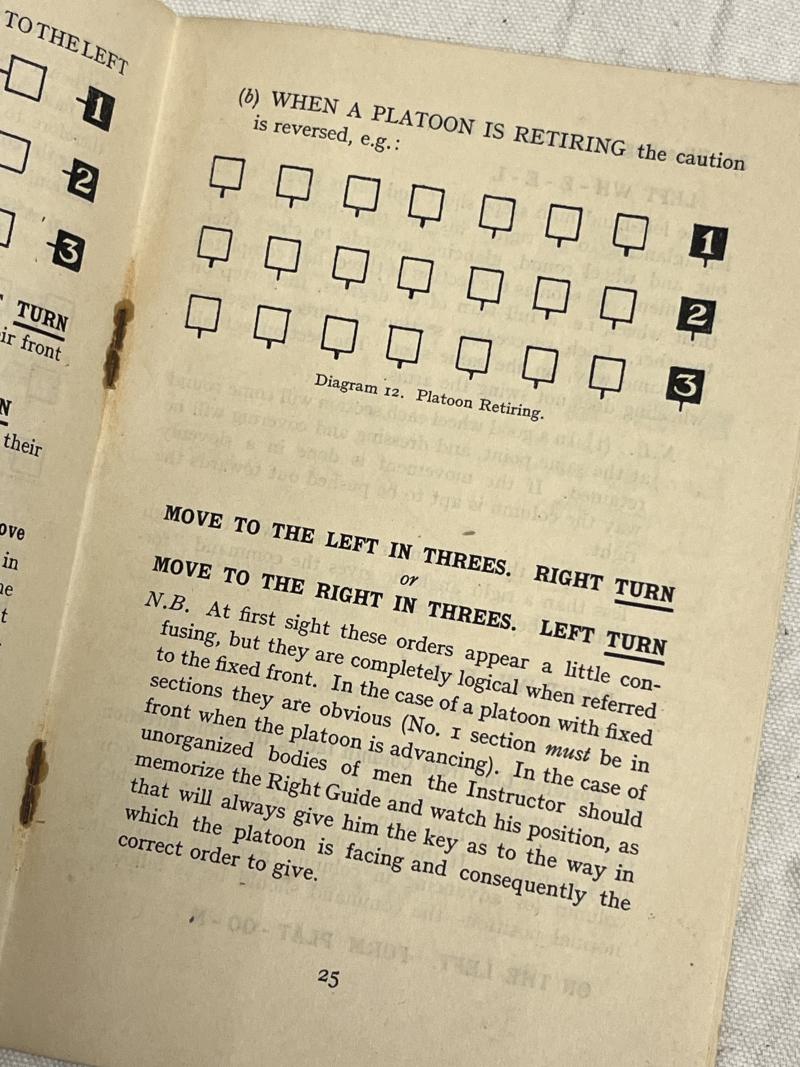 TO THE LEFT
1
2
3
TURN
ir front
N
their
ove
in
ne
t
(b) WHEN A PLATOON IS RETIRING the caution
is reversed, e.g.:
1
2
3
Diagram 12. Platoon Retiring.
MOVE TO THE LEFT IN THREES. RIGHT TURN
or
MOVE TO THE RIGHT IN THREES. LEFT TURN
N.B. At first sight these orders appear a little con-
fusing, but they are completely logical when referred
to the fixed front. In the case of a platoon with fixed
sections they are obvious (No. 1 section must be in
front when the platoon is advancing). In the case of
unorganized bodies of men the Instructor should
memorize the Right Guide and watch his position, as
that will always give him the key as to the way in
which the platoon is facing and consequently the
correct order to give.
25